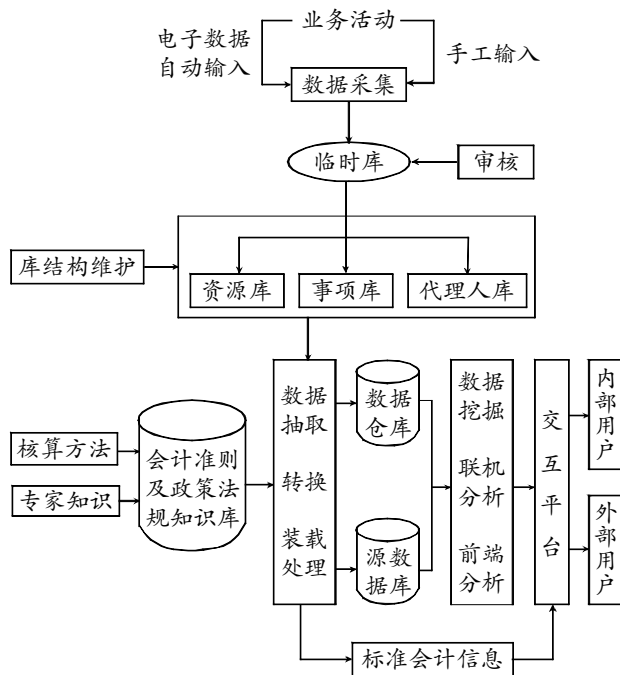 业务活动
电子数据
自动输入
手工输入
数据采集
临时库
审核
库结构维护
资源库
事项库
代理人库
核算方法
专家知识
会计准则
及政策法
规知识库
数据
抽取
转换
装载
处理
数据
仓库
源数
据库
数据
挖掘
联机
分析
前端
分析
交
互
平
台
内
部
用
户
外
部
用
户
标准会计信息